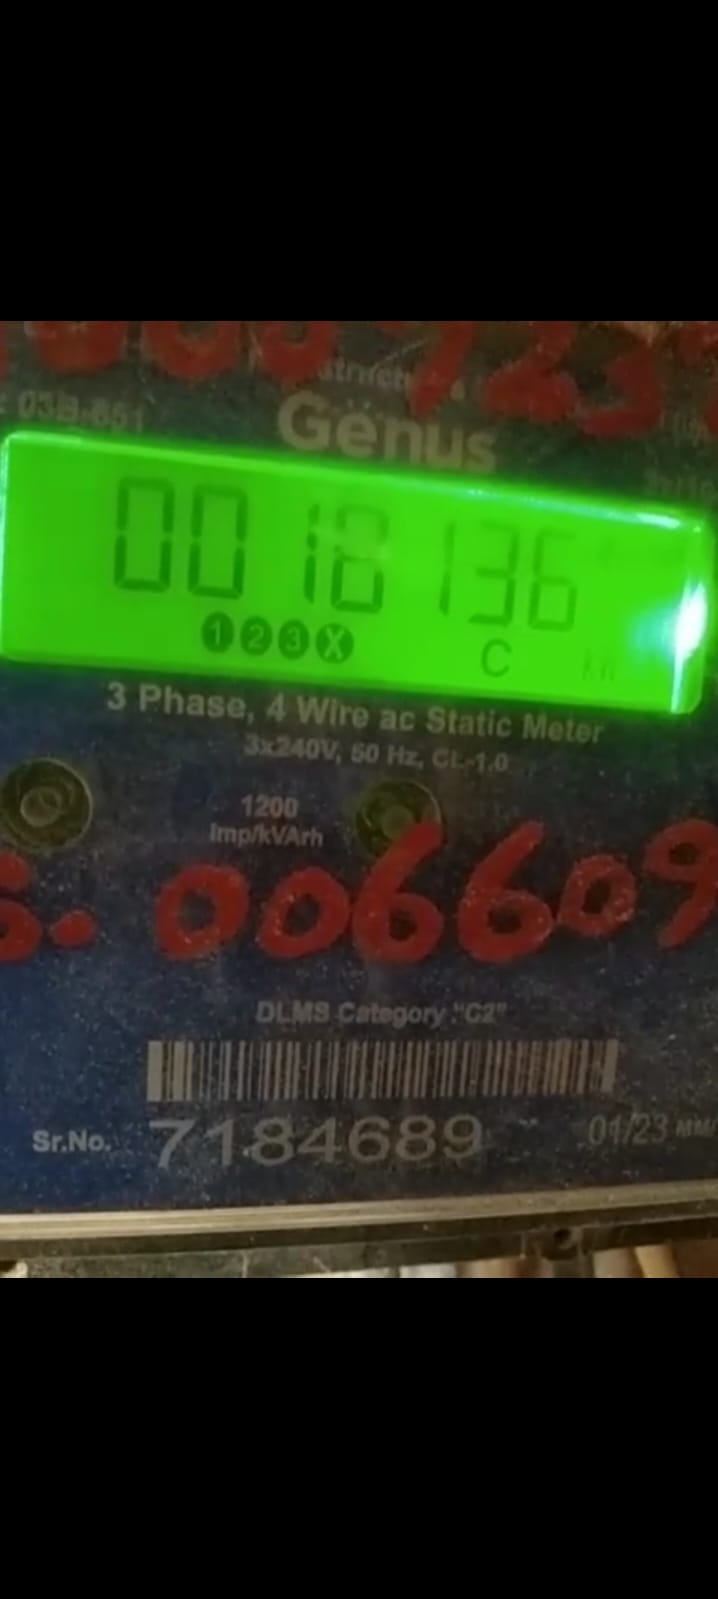 Genus
0018136
1 2 3 X
C
3 Phase, 4 Wire ac Static Meter
3x240V, 50 Hz, CL-1.0
1200
Imp/kVArh
S. 006609
DLMS Category :"C2"
Sr.No. 7184689 01/23 MM/